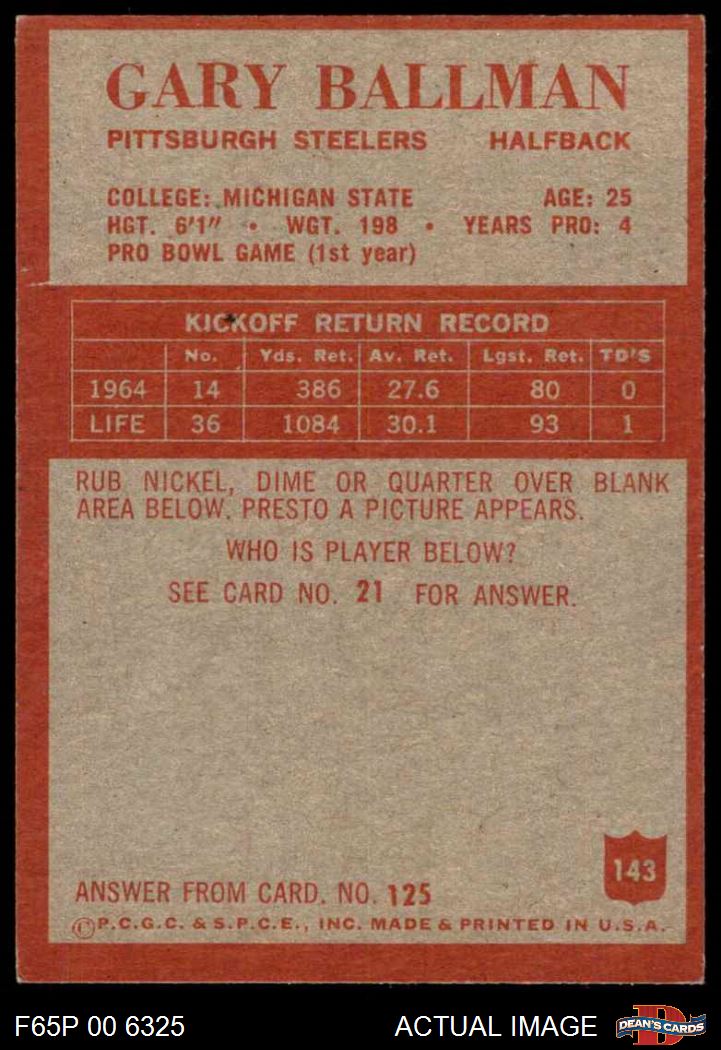 GARY BALLMAN
PITTSBURGH STEELERS HALFBACK
COLLEGE: MICHIGAN STATE AGE: 25
HGT. 6'1" • WGT. 198 • YEARS PRO: 4
PRO BOWL GAME (1st year)
KICKOFF RETURN RECORD
No. Yds. Ret. Av. Ret. Lgst. Ret. TD'S
1964 14 386 27.6 80 0
LIFE 36 1084 30.1 93 1
RUB NICKEL, DIME OR QUARTER OVER BLANK
AREA BELOW. PRESTO A PICTURE APPEARS.
WHO IS PLAYER BELOW?
SEE CARD NO. 21 FOR ANSWER.
143
ANSWER FROM CARD. NO. 125
©P.C.G.C. & S.P.C.E., INC. MADE & PRINTED IN U.S.A.
F65P 00 6325 ACTUAL IMAGE
D
DEAN'S CARDS